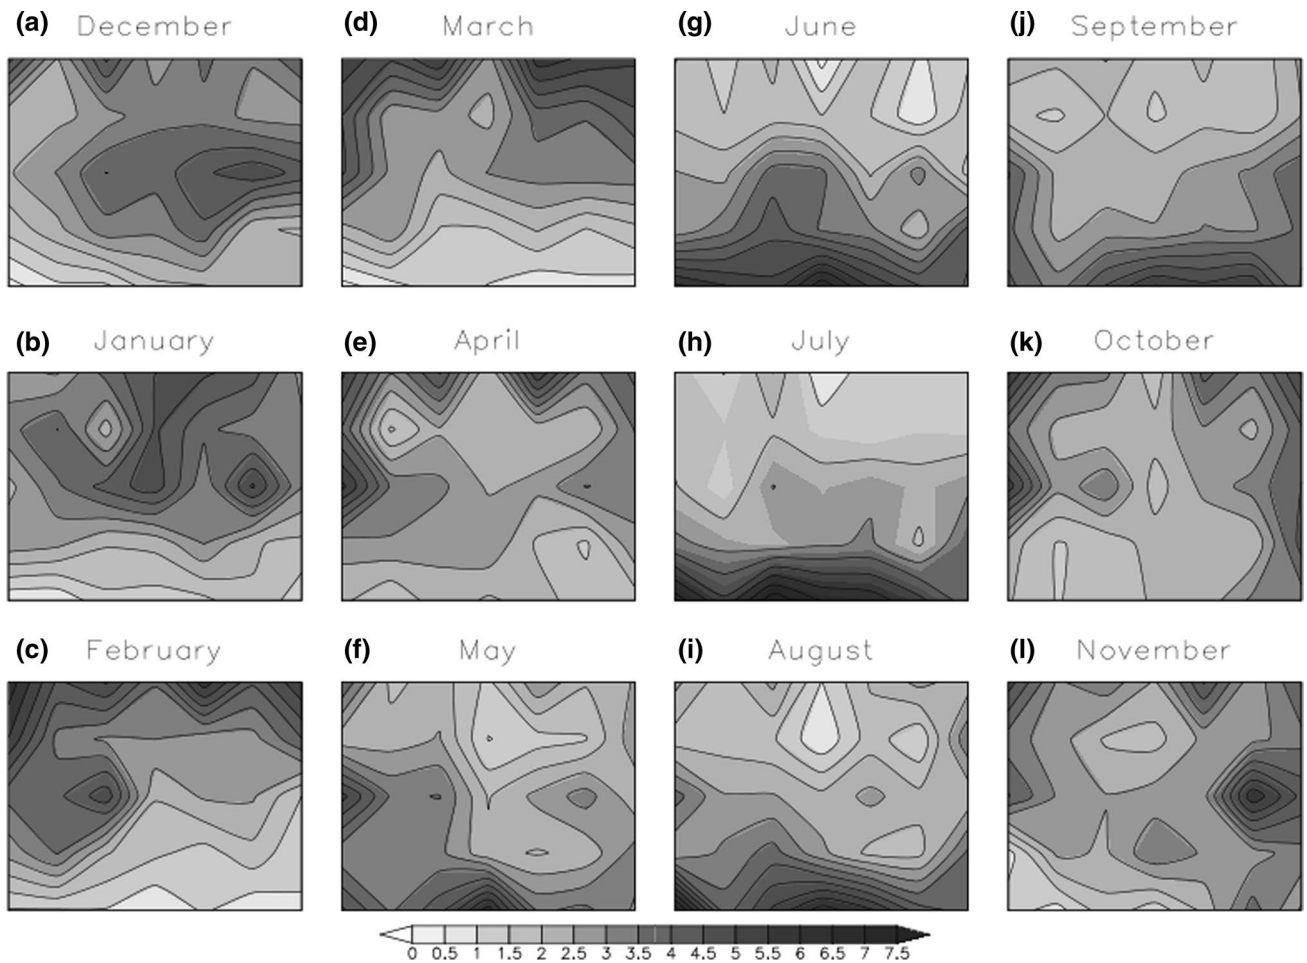 (a) December (d) March (g) June (j) September
(b) January (e) April (h) July (k) October
(c) February (f) May (i) August (l) November
0 0.5 1 1.5 2 2.5 3 3.5 4 4.5 5 5.5 6 6.5 7 7.5